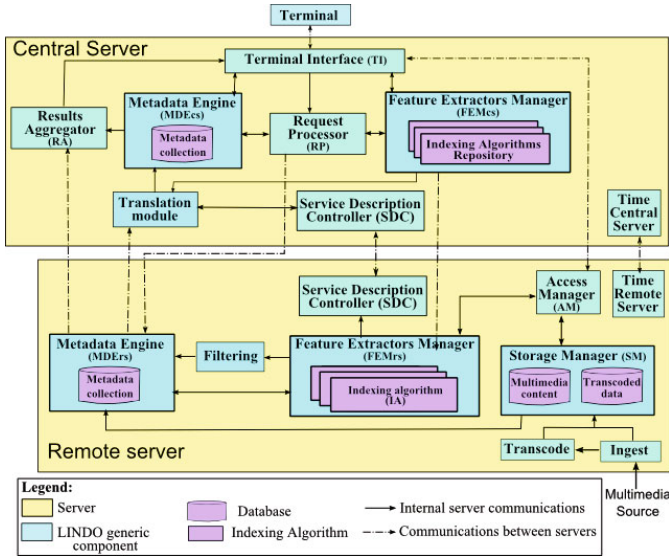 Terminal
Central Server
Terminal Interface (TI)
Results
Aggregator
(RA)
Metadata Engine
(MDEcs)
Metadata
collection
Request
Processor
(RP)
Feature Extractors Manager
(FEMcs)
Indexing Algorithms
Repository
Translation
module
Service Description
Controller (SDC)
Time
Central
Server
Service Description
Controller (SDC)
Access
Manager
(AM)
Time
Remote
Server
Metadata Engine
(MDErs)
Metadata
collection
Filtering
Feature Extractors Manager
(FEMrs)
Indexing algorithm
(IA)
Storage Manager (SM)
Multimedia
content
Transcoded
data
Remote server
Transcode
Ingest
Multimedia
Source
Legend:
Server
LINDO generic
component
Database
Indexing Algorithm
Internal server communications
Communications between servers